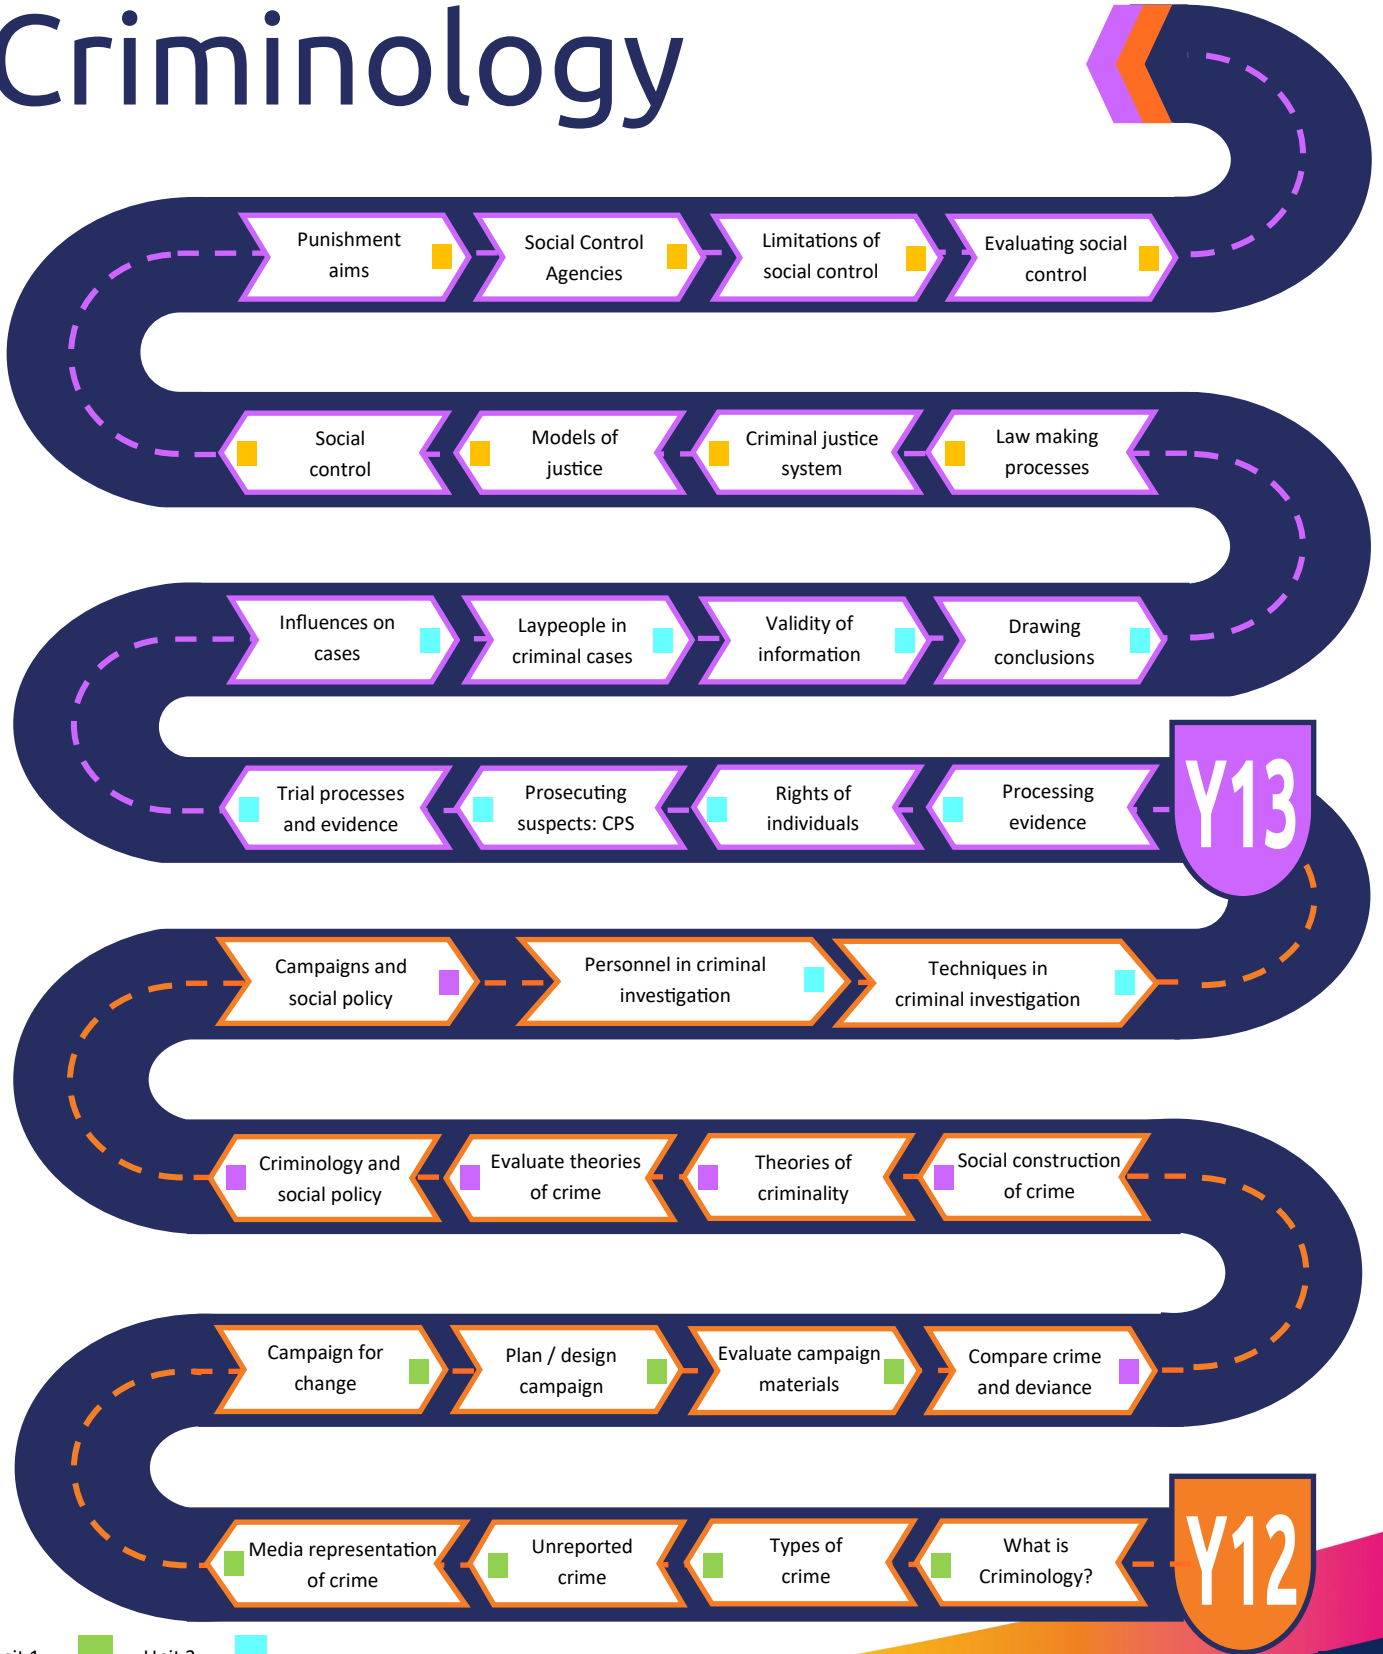 Criminology
Punishment
aims
Social Control
Agencies
Limitations of
social control
Evaluating social
control
Social
control
Models of
justice
Criminal justice
system
Law making
processes
Influences on
cases
Laypeople in
criminal cases
Validity of
information
Drawing
conclusions
Trial processes
and evidence
Prosecuting
suspects: CPS
Rights of
individuals
Processing
evidence
Y13
Campaigns and
social policy
Personnel in criminal
investigation
Techniques in
criminal investigation
Criminology and
social policy
Evaluate theories
of crime
Theories of
criminality
Social construction
of crime
Campaign for
change
Plan / design
campaign
Evaluate campaign
materials
Compare crime
and deviance
Media representation
of crime
Unreported
crime
Types of
crime
What is
Criminology?
Y12